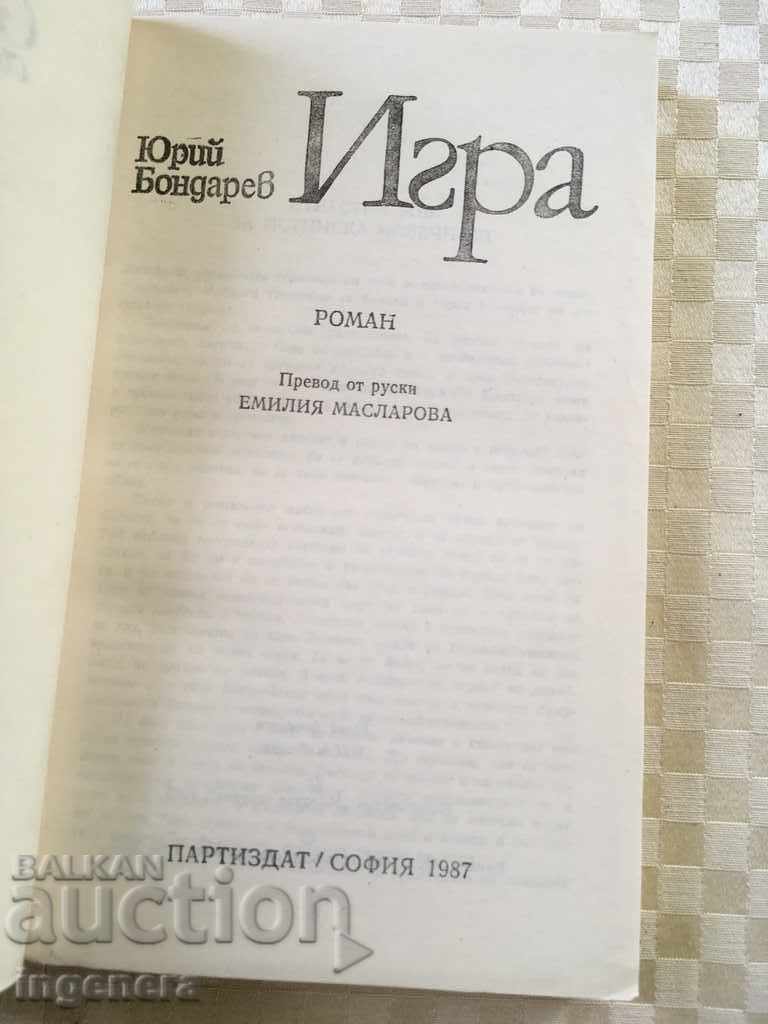 Юрий
Бондарев
Игра
РОМАН
Превод от руски
ЕМИЛИЯ МАСЛАРОВА
ПАРТИЗДАТ / СОФИЯ 1987
BALKAN
auction
ingenera